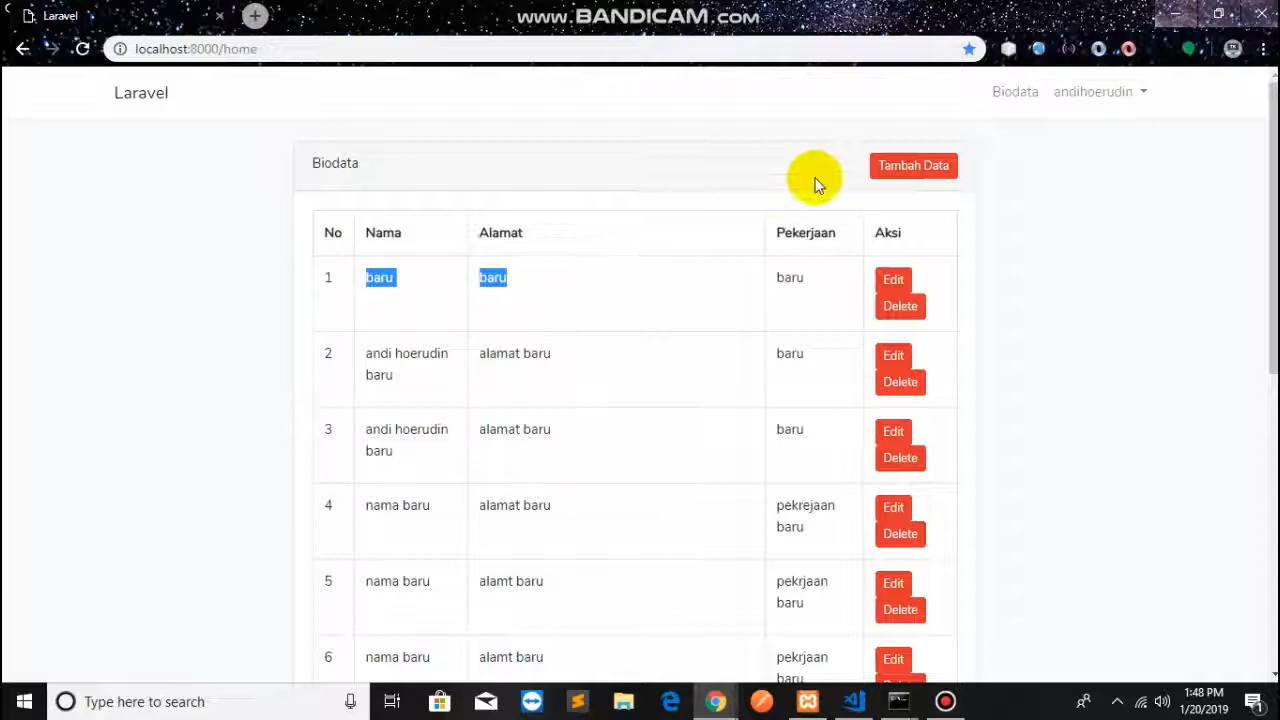 Laravel
www.BANDICAM.com
localhost:8000/home
Laravel
Biodata
andihoerudin
Biodata
Tambah Data
No Nama Alamat Pekerjaan Aksi
1 baru baru baru Edit
Delete
2 andi hoerudin alamat baru baru Edit
baru Delete
3 andi hoerudin alamat baru baru Edit
baru Delete
4 nama baru alamat baru pekrejaan Edit
baru Delete
5 nama baru alamt baru pekrjaan Edit
baru Delete
6 nama baru alamt baru pekrjaan Edit
baru
Type here to search
1:48 PM
1/20/2019